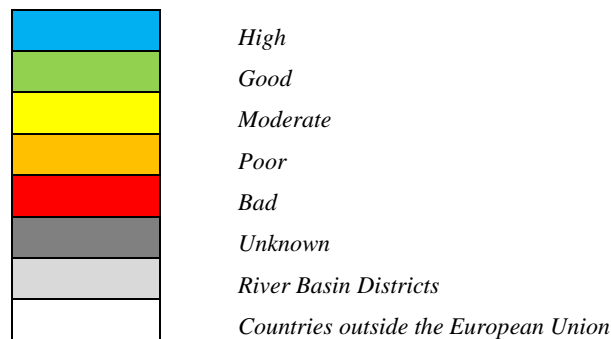 High
Good
Moderate
Poor
Bad
Unknown
River Basin Districts
Countries outside the European Union